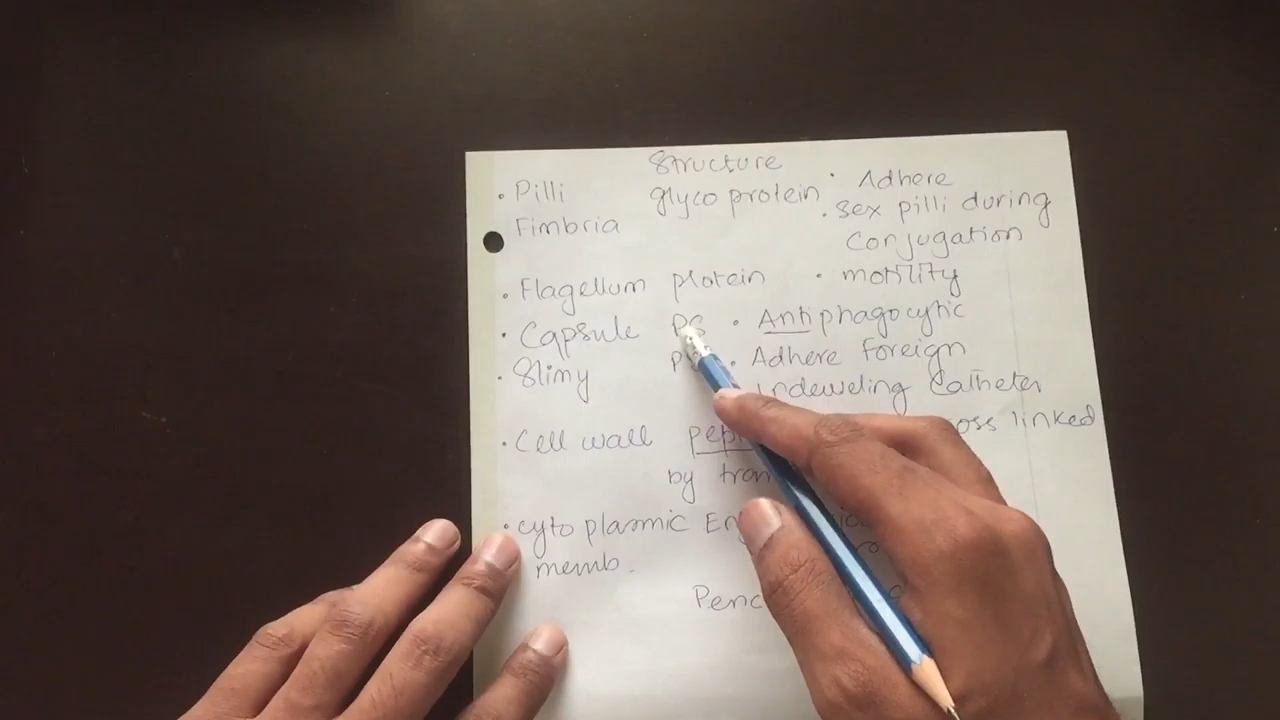 Structure
• Pilli glyco protein • Adhere
Fimbria • sex pilli during
Conjugation
• Flagellum protein • motility
• Capsule PS • Antiphagocytic
• Slimy • Adhere Foreign
Indeweling Catheter
• Cell wall linked
by
• cyto plasmic
memb.